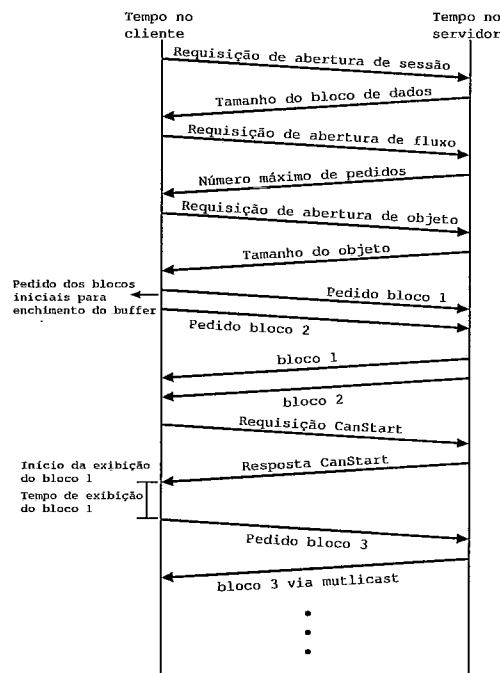 Tempo no
cliente
Tempo no
servidor
Requisição de abertura de sessão
Tamanho do bloco de dados
Requisição de abertura de fluxo
Número máximo de pedidos
Requisição de abertura de objeto
Tamanho do objeto
Pedido dos blocos
iniciais para
enchimento do buffer
Pedido bloco 1
Pedido bloco 2
bloco 1
bloco 2
Requisição CanStart
Resposta CanStart
Início da exibição
do bloco 1
Tempo de exibição
do bloco 1
Pedido bloco 3
bloco 3 via mutlicast